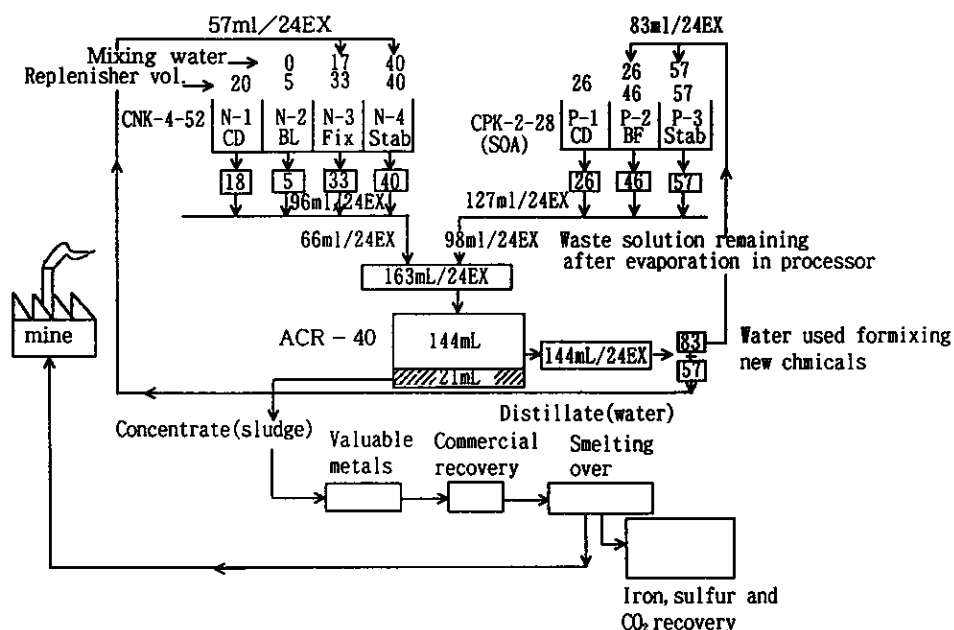 57ml/24EX
83ml/24EX
Mixing water
0 17 40
Replenisher vol.
20 5 33 40
26 57
26 46 57
CNK-4-52
N-1 CD
N-2 BL
N-3 Fix
N-4 Stab
CPK-2-28
(SOA)
P-1 CD
P-2 BF
P-3 Stab
18 5 33 40
26 46 57
96ml/24EX
127ml/24EX
66ml/24EX
98ml/24EX
Waste solution remaining
after evaporation in processor
163mL/24EX
mine
ACR-40
144mL
21mL
144mL/24EX
83
57
Water used formixing
new chmicals
Distillate(water)
Concentrate(sludge)
Valuable
metals
Commercial
recovery
Smelting
over
Iron, sulfur and
CO₂ recovery